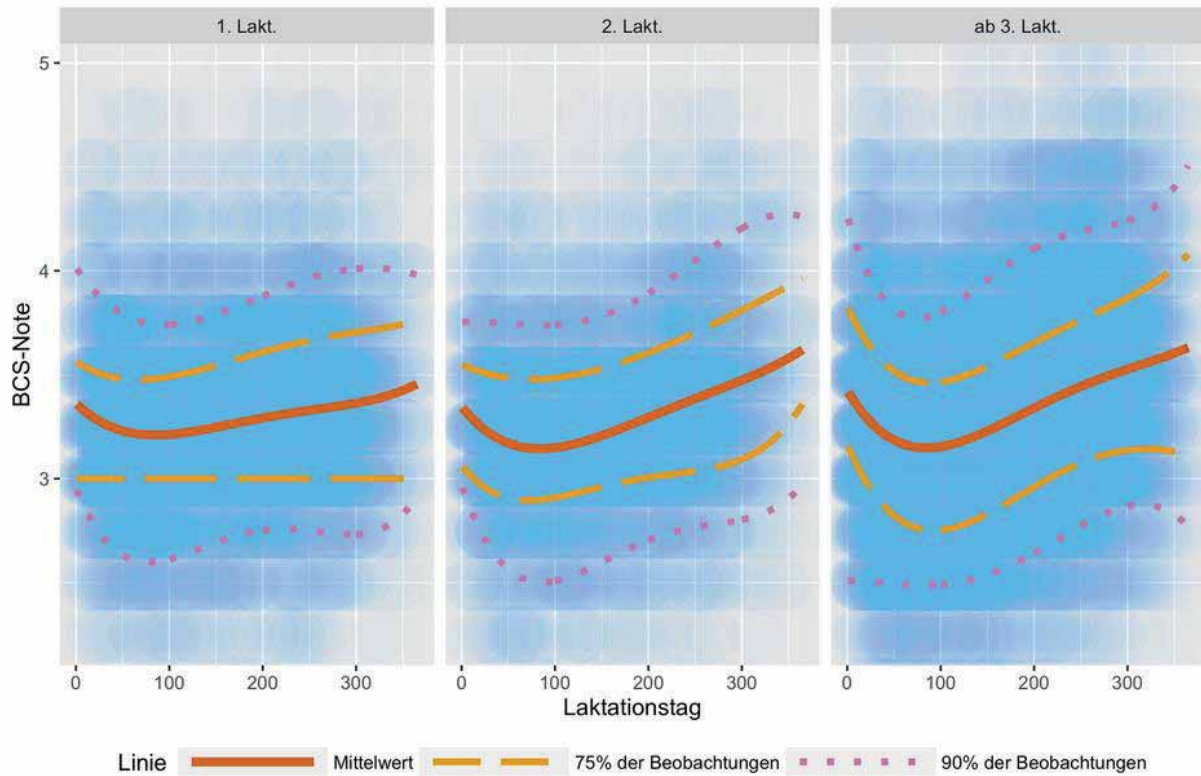 1. Lakt. 2. Lakt. ab 3. Lakt.
5
4
3
BCS-Note
0 100 200 300 0 100 200 300 0 100 200 300
Laktationstag
Linie Mittelwert 75% der Beobachtungen 90% der Beobachtungen